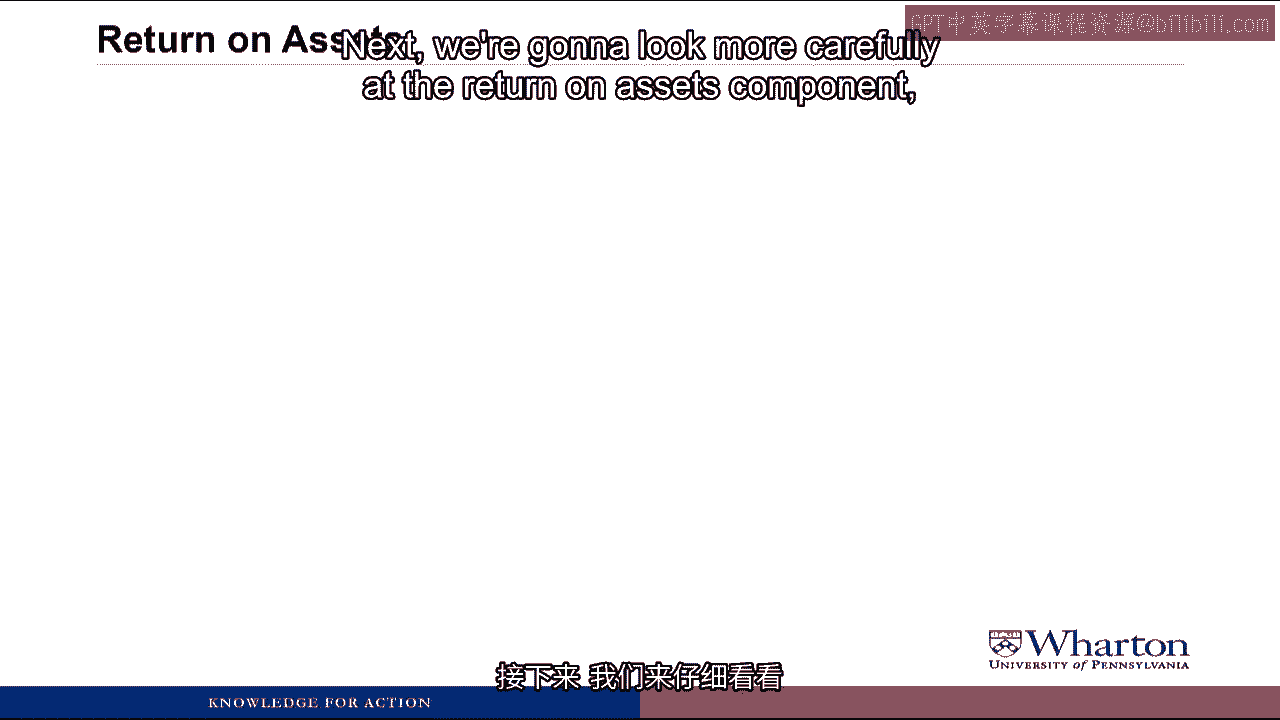 Return on Assets
GPT中英字幕课程资源@bilibili.com
Next, we're gonna look more carefully
at the return on assets component,
Wharton
UNIVERSITY of PENNSYLVANIA
接下来 我们来仔细看看
KNOWLEDGE FOR ACTION